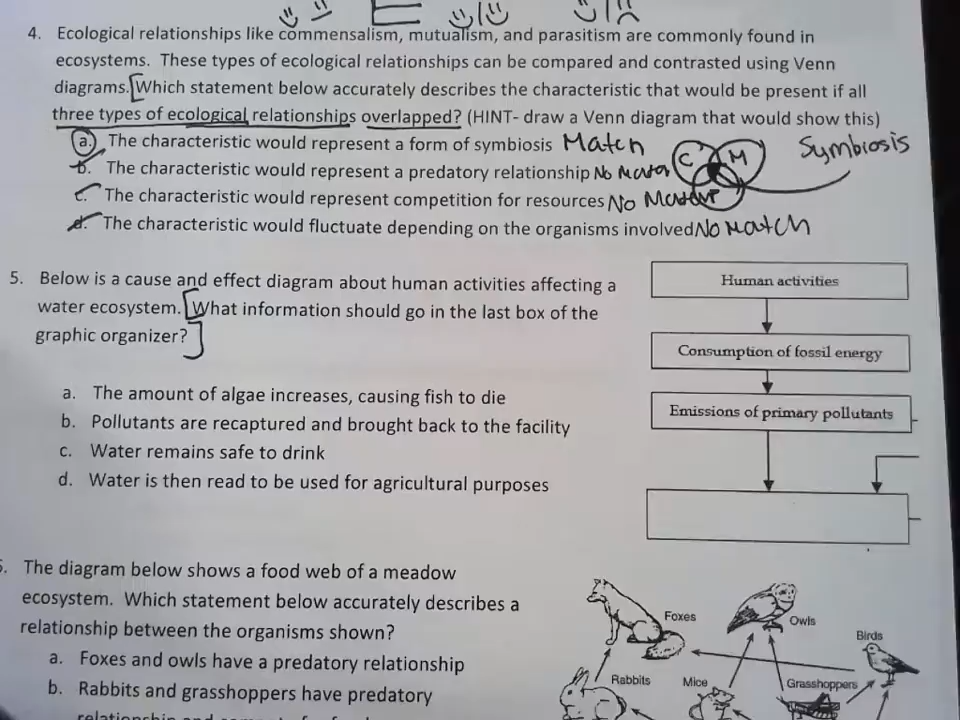 4. Ecological relationships like commensalism, mutualism, and parasitism are commonly found in
ecosystems. These types of ecological relationships can be compared and contrasted using Venn
diagrams. [Which statement below accurately describes the characteristic that would be present if all
three types of ecological relationships overlapped? (HINT- draw a Venn diagram that would show this)
a. The characteristic would represent a form of symbiosis Match
C M Symbiosis
b. The characteristic would represent a predatory relationship No
c. The characteristic would represent competition for resources No
P
d. The characteristic would fluctuate depending on the organisms involved No Match
5. Below is a cause and effect diagram about human activities affecting a
water ecosystem. [What information should go in the last box of the
graphic organizer?]
a. The amount of algae increases, causing fish to die
b. Pollutants are recaptured and brought back to the facility
c. Water remains safe to drink
d. Water is then read to be used for agricultural purposes
Human activities
Consumption of fossil energy
Emissions of primary pollutants
. The diagram below shows a food web of a meadow
ecosystem. Which statement below accurately describes a
relationship between the organisms shown?
a. Foxes and owls have a predatory relationship
b. Rabbits and grasshoppers have predatory
Foxes
Owls
Birds
Rabbits
Mice
Grasshoppers